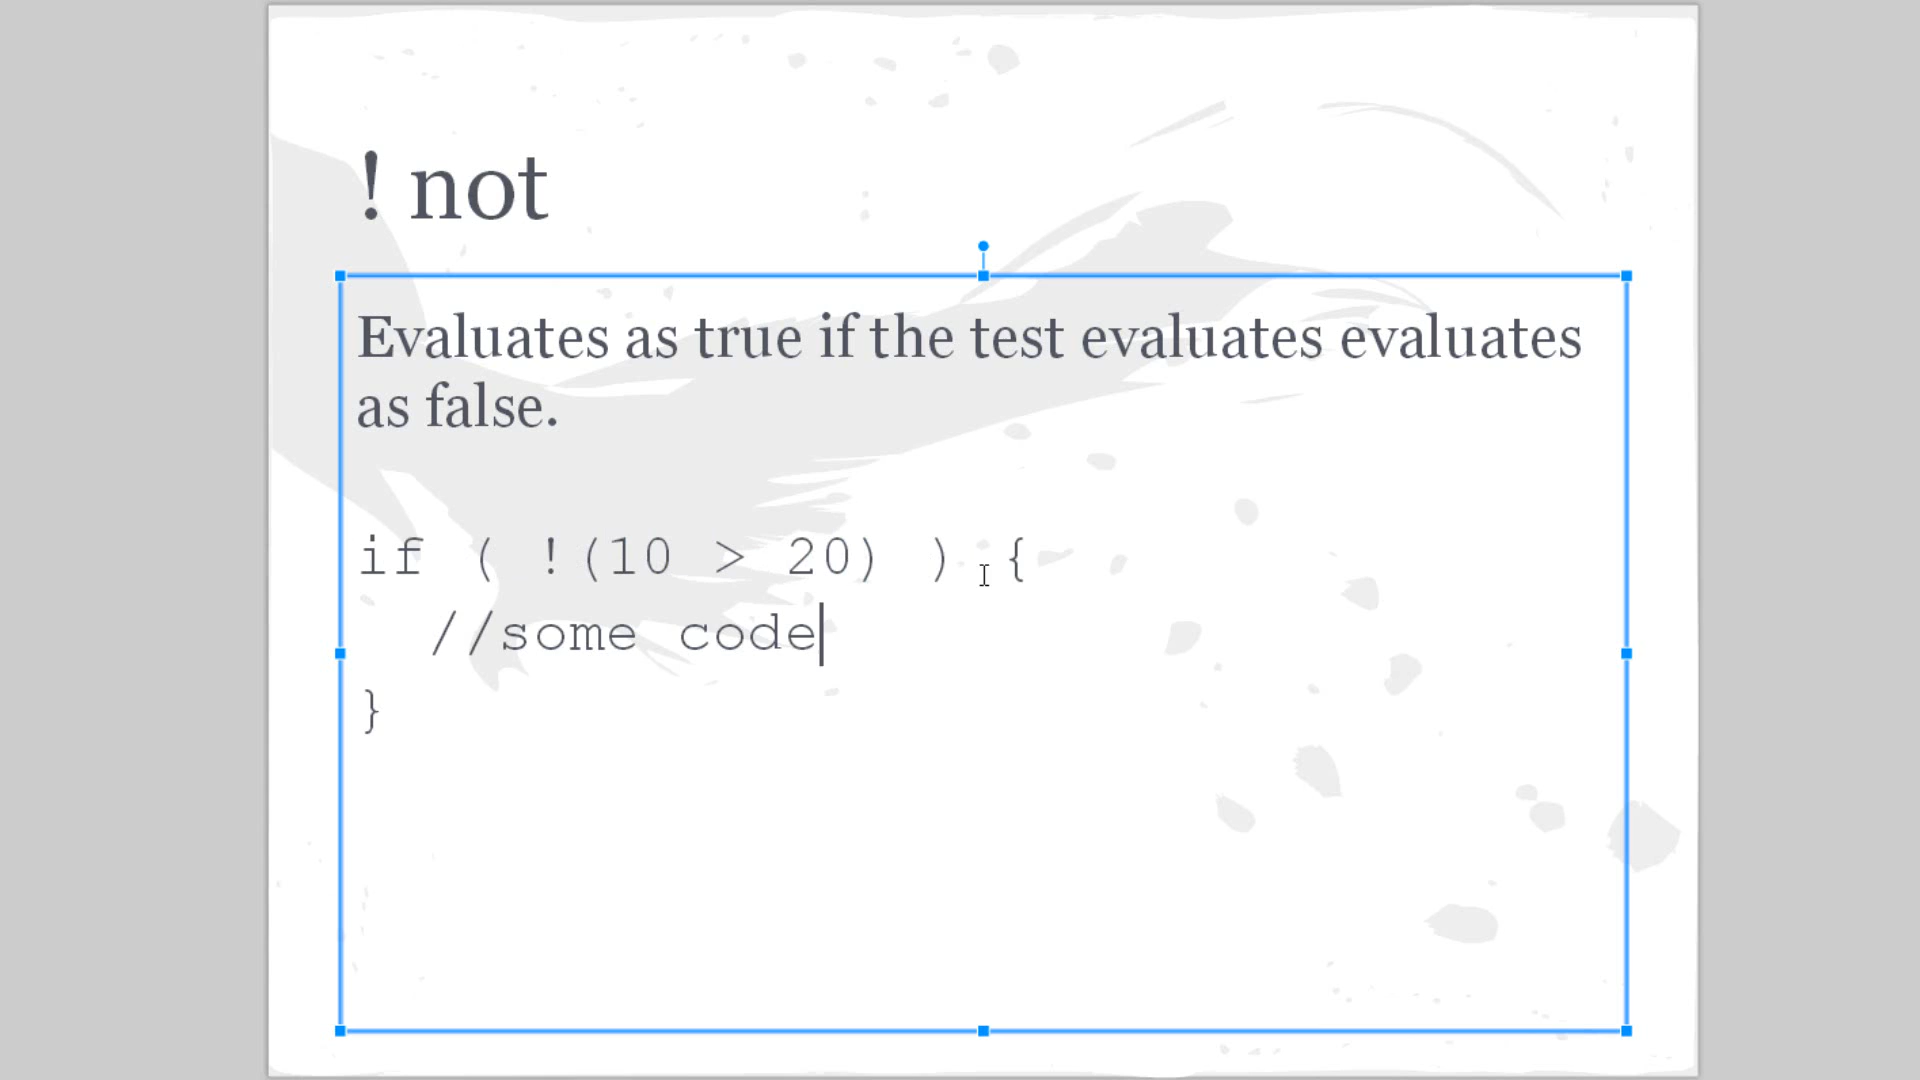 ! not
Evaluates as true if the test evaluates evaluates
as false.
if ( !(10 > 20) ) {
//some code
}